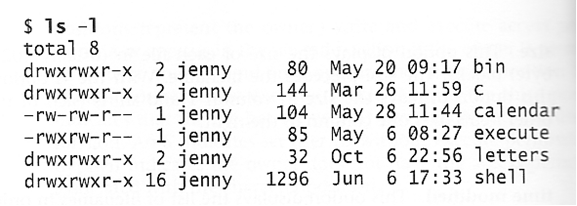 $ ls -l
total 8
drwxrwxr-x 2 jenny 80 May 20 09:17 bin
drwxrwxr-x 2 jenny 144 Mar 26 11:59 c
-rw-rw-r-- 1 jenny 104 May 28 11:44 calendar
-rwxrw-r-- 1 jenny 85 May 6 08:27 execute
drwxrwxr-x 2 jenny 32 Oct 6 22:56 letters
drwxrwxr-x 16 jenny 1296 Jun 6 17:33 shell